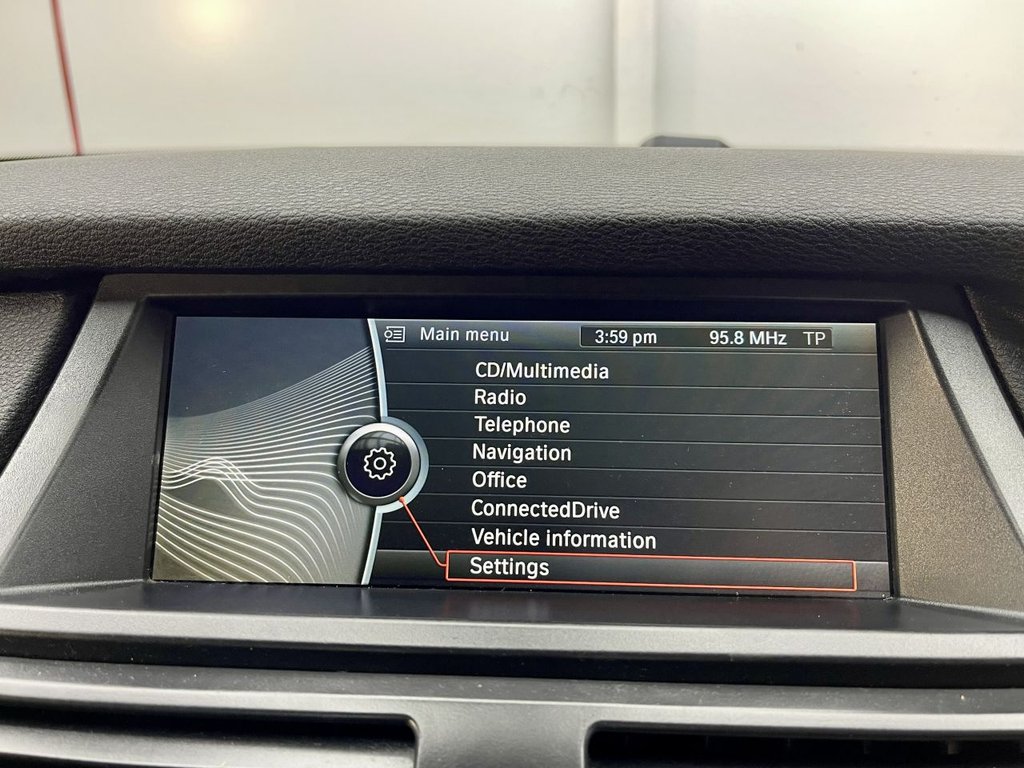 Main menu 3:59 pm 95.8 MHz TP
CD/Multimedia
Radio
Telephone
Navigation
Office
ConnectedDrive
Vehicle information
Settings